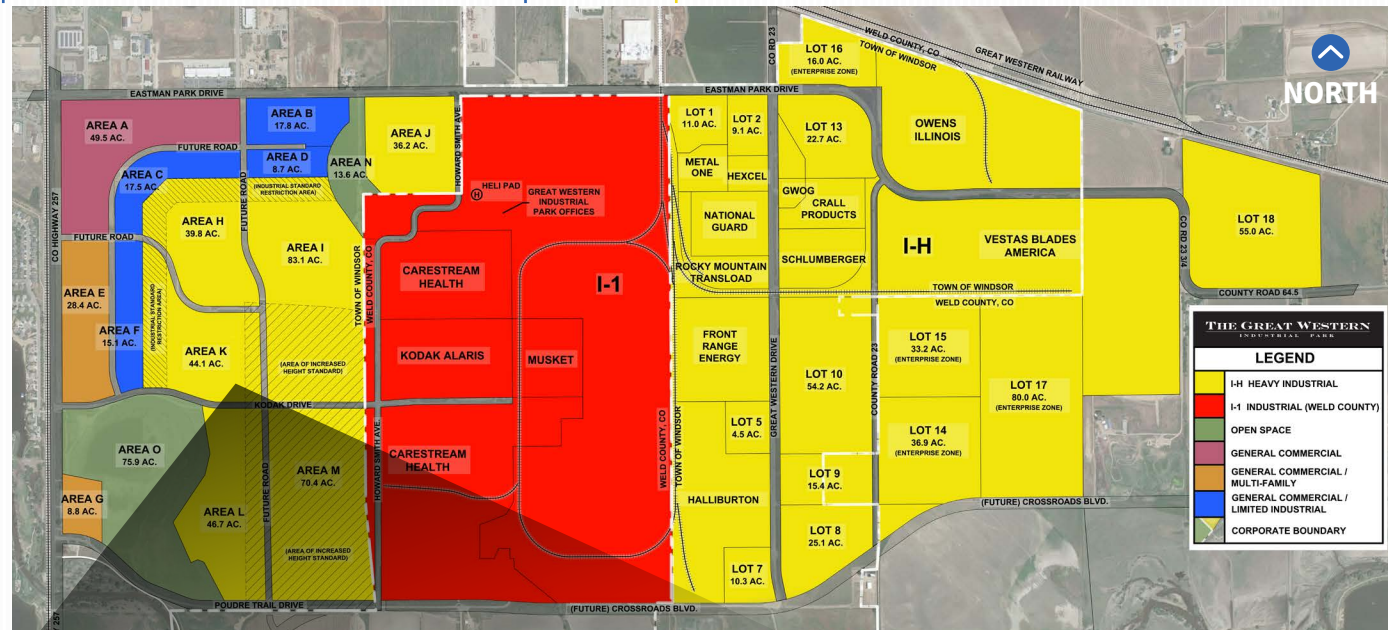 WELD COUNTY, CO
TOWN OF WINDSOR
GREAT WESTERN RAILWAY
NORTH
CO RD 23
LOT 16
16.0 AC.
(ENTERPRISE ZONE)
EASTMAN PARK DRIVE
EASTMAN PARK DRIVE
AREA A
49.5 AC.
AREA B
17.8 AC.
FUTURE ROAD
AREA D
8.7 AC.
AREA N
13.6 AC.
AREA J
36.2 AC.
HOWARD SMITH AVE.
AREA C
17.5 AC.
(INDUSTRIAL STANDARD
RESTRICTION AREA)
FUTURE ROAD
CO HIGHWAY 257
FUTURE ROAD
AREA H
39.8 AC.
AREA I
83.1 AC.
AREA E
28.4 AC.
AREA F
15.1 AC.
(INDUSTRIAL STANDARD
RESTRICTION AREA)
AREA K
44.1 AC.
(AREA OF INCREASED
HEIGHT STANDARD)
TOWN OF WINDSOR
WELD COUNTY, CO
KODAK DRIVE
AREA O
75.9 AC.
AREA G
8.8 AC.
AREA L
46.7 AC.
FUTURE ROAD
AREA M
70.4 AC.
(AREA OF INCREASED
HEIGHT STANDARD)
POUDRE TRAIL DRIVE
257
HOWARD SMITH AVE.
H
HELI PAD
GREAT WESTERN
INDUSTRIAL
PARK OFFICES
CARESTREAM
HEALTH
I-1
KODAK ALARIS
MUSKET
CARESTREAM
HEALTH
WELD COUNTY, CO
TOWN OF WINDSOR
(FUTURE) CROSSROADS BLVD.
LOT 1
11.0 AC.
LOT 2
9.1 AC.
METAL
ONE
HEXCEL
NATIONAL
GUARD
ROCKY MOUNTAIN
TRANSLOAD
FRONT
RANGE
ENERGY
LOT 5
4.5 AC.
HALLIBURTON
LOT 7
10.3 AC.
GREAT WESTERN DRIVE
LOT 13
22.7 AC.
GWOG
CRALL
PRODUCTS
SCHLUMBERGER
LOT 10
54.2 AC.
LOT 9
15.4 AC.
LOT 8
25.1 AC.
COUNTY ROAD 23
OWENS
ILLINOIS
I-H
VESTAS BLADES
AMERICA
TOWN OF WINDSOR
WELD COUNTY, CO
LOT 15
33.2 AC.
(ENTERPRISE ZONE)
LOT 17
80.0 AC.
(ENTERPRISE ZONE)
LOT 14
36.9 AC.
(ENTERPRISE ZONE)
(FUTURE) CROSSROADS BLVD.
CO RD 23 3/4
LOT 18
55.0 AC.
COUNTY ROAD 64.5
THE GREAT WESTERN
INDUSTRIAL PARK
LEGEND
I-H HEAVY INDUSTRIAL
I-1 INDUSTRIAL (WELD COUNTY)
OPEN SPACE
GENERAL COMMERCIAL
GENERAL COMMERCIAL /
MULTI-FAMILY
GENERAL COMMERCIAL /
LIMITED INDUSTRIAL
CORPORATE BOUNDARY